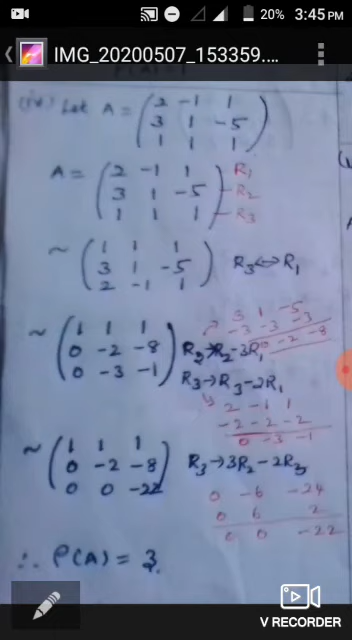 20% 3:45 PM
IMG_20200507_153359....
(iv) Let A = (2 -1 1
3 1 -5
1 1 1)
A = (2 -1 1) R1
3 1 -5 R2
1 1 1 R3
~ (1 1 1
3 1 -5) R3 ↔ R1
2 -1 1
3 1 -5
-3 -3 -3
0 -2 -8
~ (1 1 1
0 -2 -8) R2 → R2 - 3R1
0 -3 -1 R3 → R3 - 2R1
2 -1 1
-2 -2 -2
0 -3 -1
~ (1 1 1
0 -2 -8) R3 → 3R2 - 2R3
0 0 -22
0 -6 -24
0 6 2
0 0 -22
∴ ρ(A) = 3.
V RECORDER